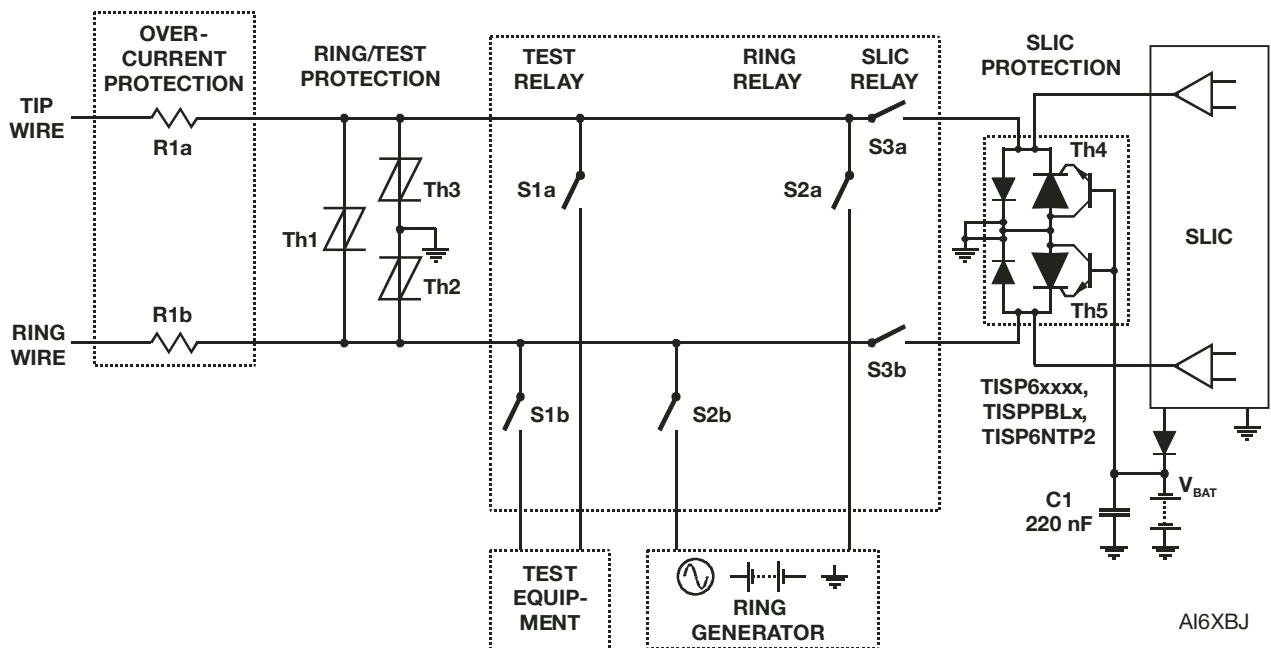 OVER-
CURRENT
PROTECTION
RING/TEST
PROTECTION
TEST
RELAY
RING
RELAY
SLIC
RELAY
SLIC
PROTECTION
TIP
WIRE
R1a
S3a
Th4
Th3
S1a
S2a
Th1
SLIC
Th2
Th5
R1b
RING
WIRE
S3b
TISP6xxxx,
TISPPBLx,
TISP6NTP2
S1b
S2b
C1
220 nF
VBAT
TEST
EQUIP-
MENT
RING
GENERATOR
AI6XBJ